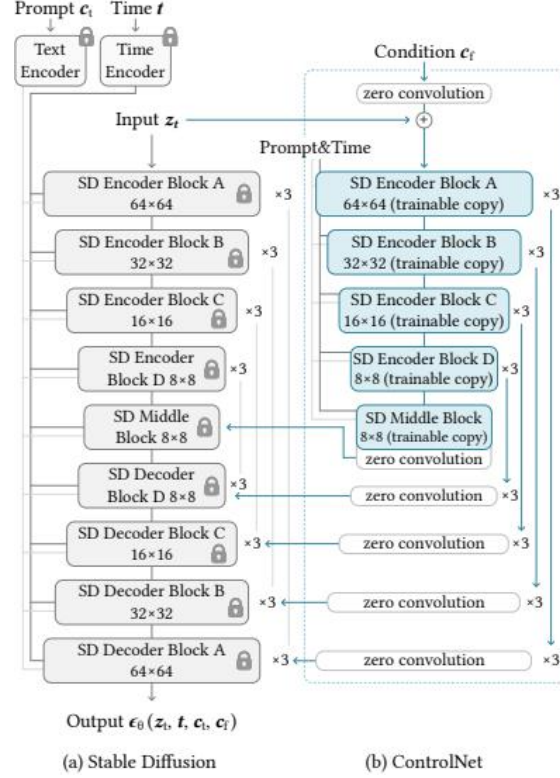 Prompt cₜ
Time t
Text
Encoder
Time
Encoder
Condition c_f
zero convolution
Input zₜ
+
Prompt&Time
SD Encoder Block A
64×64
×3
SD Encoder Block A
64×64 (trainable copy)
×3
SD Encoder Block B
32×32
×3
SD Encoder Block B
32×32 (trainable copy)
×3
SD Encoder Block C
16×16
×3
SD Encoder Block C
16×16 (trainable copy)
×3
SD Encoder
Block D 8×8
×3
SD Encoder Block D
8×8 (trainable copy)
×3
SD Middle
Block 8×8
SD Middle Block
8×8 (trainable copy)
zero convolution
SD Decoder
Block D 8×8
×3
zero convolution
×3
SD Decoder Block C
16×16
×3
zero convolution
×3
SD Decoder Block B
32×32
×3
zero convolution
×3
SD Decoder Block A
64×64
×3
zero convolution
×3
Output ϵ_θ(zₜ, t, cₜ, c_f)
(a) Stable Diffusion
(b) ControlNet